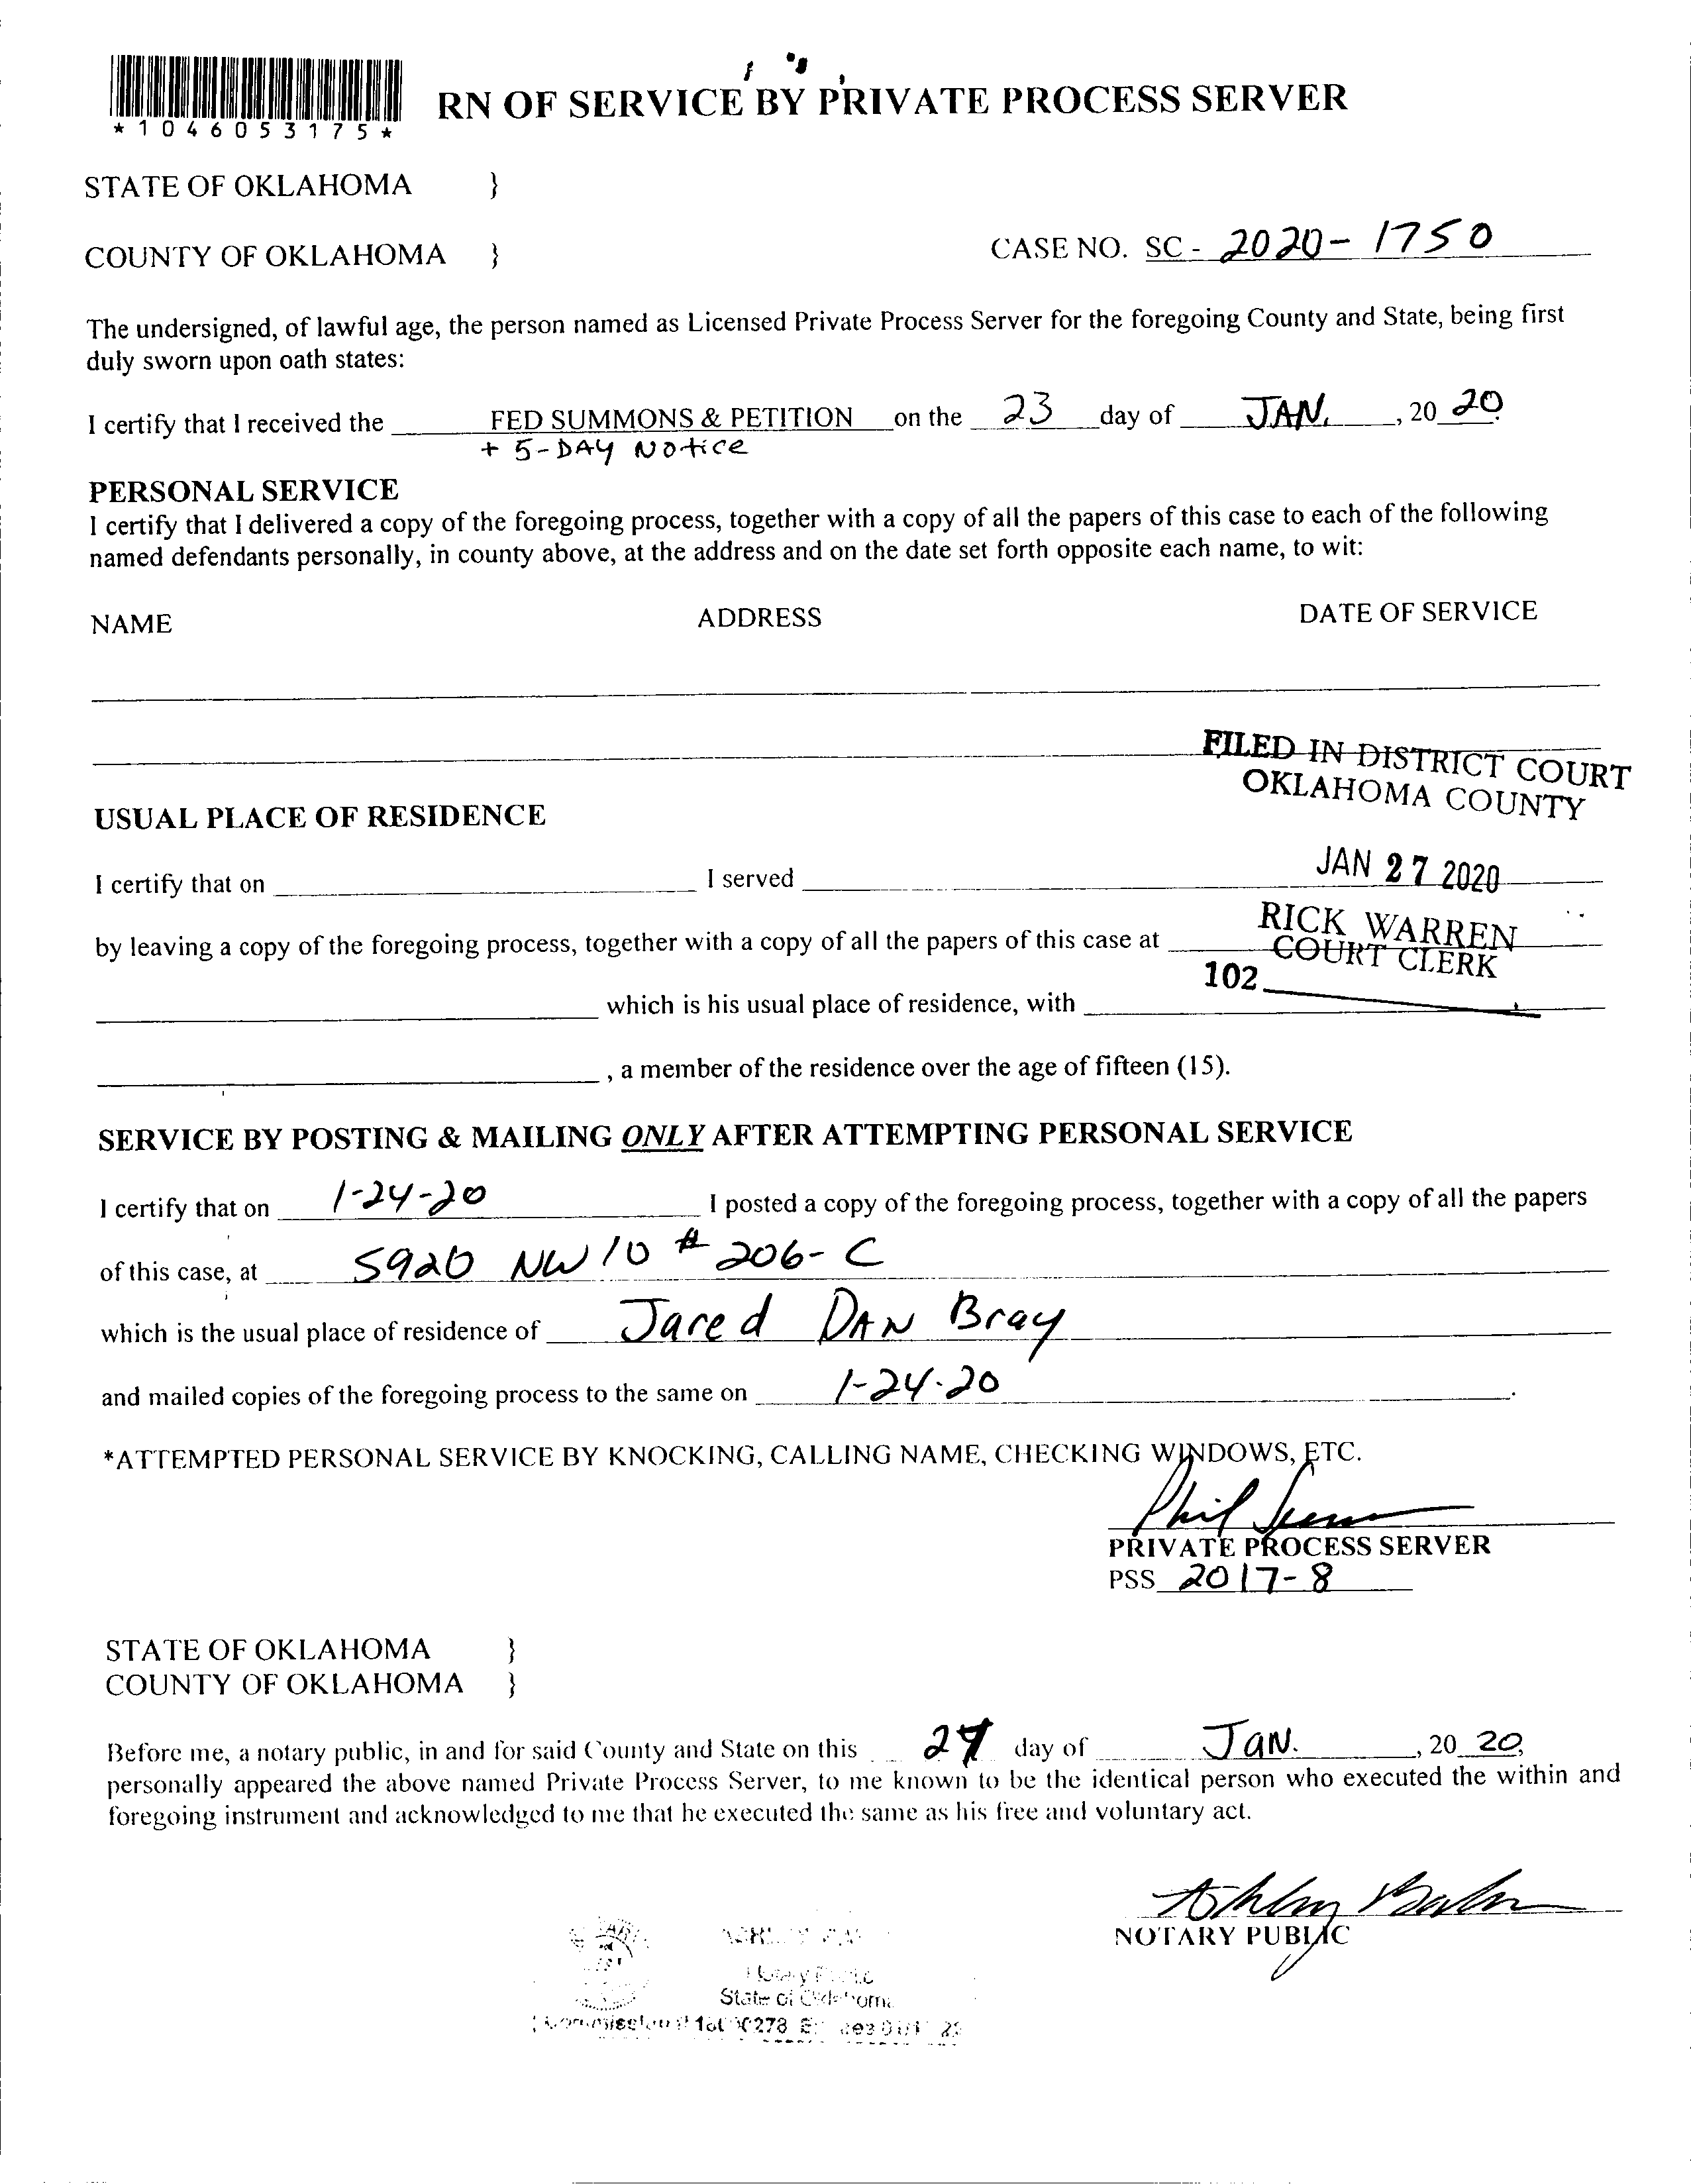 RN OF SERVICE BY PRIVATE PROCESS SERVER
*1046053175*
STATE OF OKLAHOMA }
COUNTY OF OKLAHOMA } CASE NO. SC - 2020- 1750
The undersigned, of lawful age, the person named as Licensed Private Process Server for the foregoing County and State, being first
duly sworn upon oath states:
I certify that I received the FED SUMMONS & PETITION on the 23 day of JAN. , 20 20.
+ 5-DAY Notice
PERSONAL SERVICE
I certify that I delivered a copy of the foregoing process, together with a copy of all the papers of this case to each of the following
named defendants personally, in county above, at the address and on the date set forth opposite each name, to wit:
NAME ADDRESS DATE OF SERVICE
FILED IN DISTRICT COURT
OKLAHOMA COUNTY
USUAL PLACE OF RESIDENCE
JAN 27 2020
I certify that on I served
RICK WARREN
COURT CLERK
by leaving a copy of the foregoing process, together with a copy of all the papers of this case at
102
which is his usual place of residence, with
, a member of the residence over the age of fifteen (15).
SERVICE BY POSTING & MAILING ONLY AFTER ATTEMPTING PERSONAL SERVICE
I certify that on 1-24-20 I posted a copy of the foregoing process, together with a copy of all the papers
of this case, at 5920 NW 10 # 206- C
which is the usual place of residence of Jared DAN Bray
and mailed copies of the foregoing process to the same on 1-24-20 .
*ATTEMPTED PERSONAL SERVICE BY KNOCKING, CALLING NAME, CHECKING WINDOWS, ETC.
Phil
PRIVATE PROCESS SERVER
PSS 2017-8
STATE OF OKLAHOMA }
COUNTY OF OKLAHOMA }
Before me, a notary public, in and for said County and State on this day of JaN. , 20 20,
personally appeared the above named Private Process Server, to me known to be the identical person who executed the within and
foregoing instrument and acknowledged to me that he executed the same as his free and voluntary act.
Ashley
NOTARY PUBLIC
Notary Public
State of Oklahoma